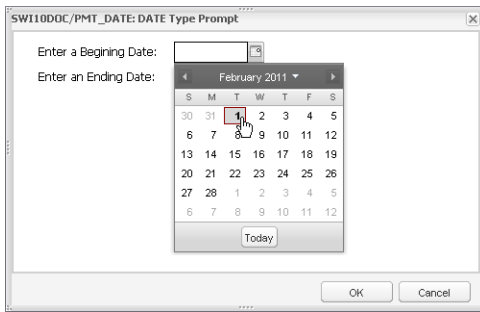 SWI10DOC/PMT_DATE: DATE Type Prompt
Enter a Begining Date:
Enter an Ending Date:
February 2011
S M T W T F S
30 31 1 2 3 4 5
6 7 8 9 10 11 12
13 14 15 16 17 18 19
20 21 22 23 24 25 26
27 28 1 2 3 4 5
6 7 8 9 10 11 12
Today
OK Cancel